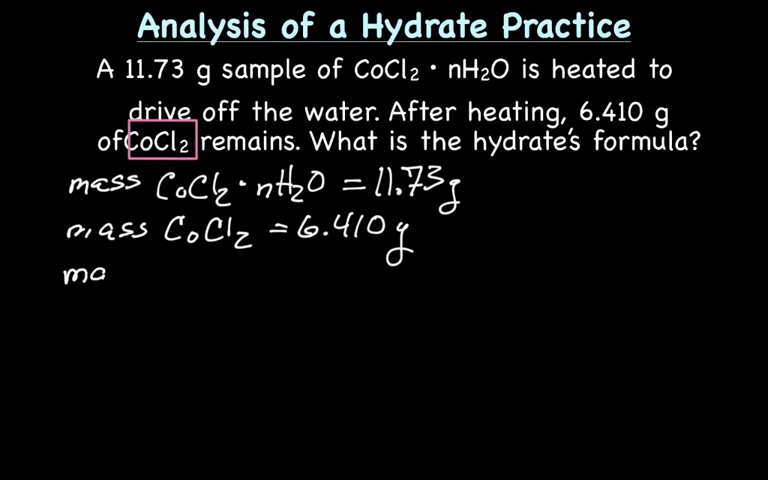 Analysis of a Hydrate Practice
A 11.73 g sample of CoCl₂ • nH₂O is heated to
drive off the water. After heating, 6.410 g
of CoCl₂ remains. What is the hydrate's formula?
mass CoCl₂ · nH₂O = 11.73 g
mass CoCl₂ = 6.410 g
ma